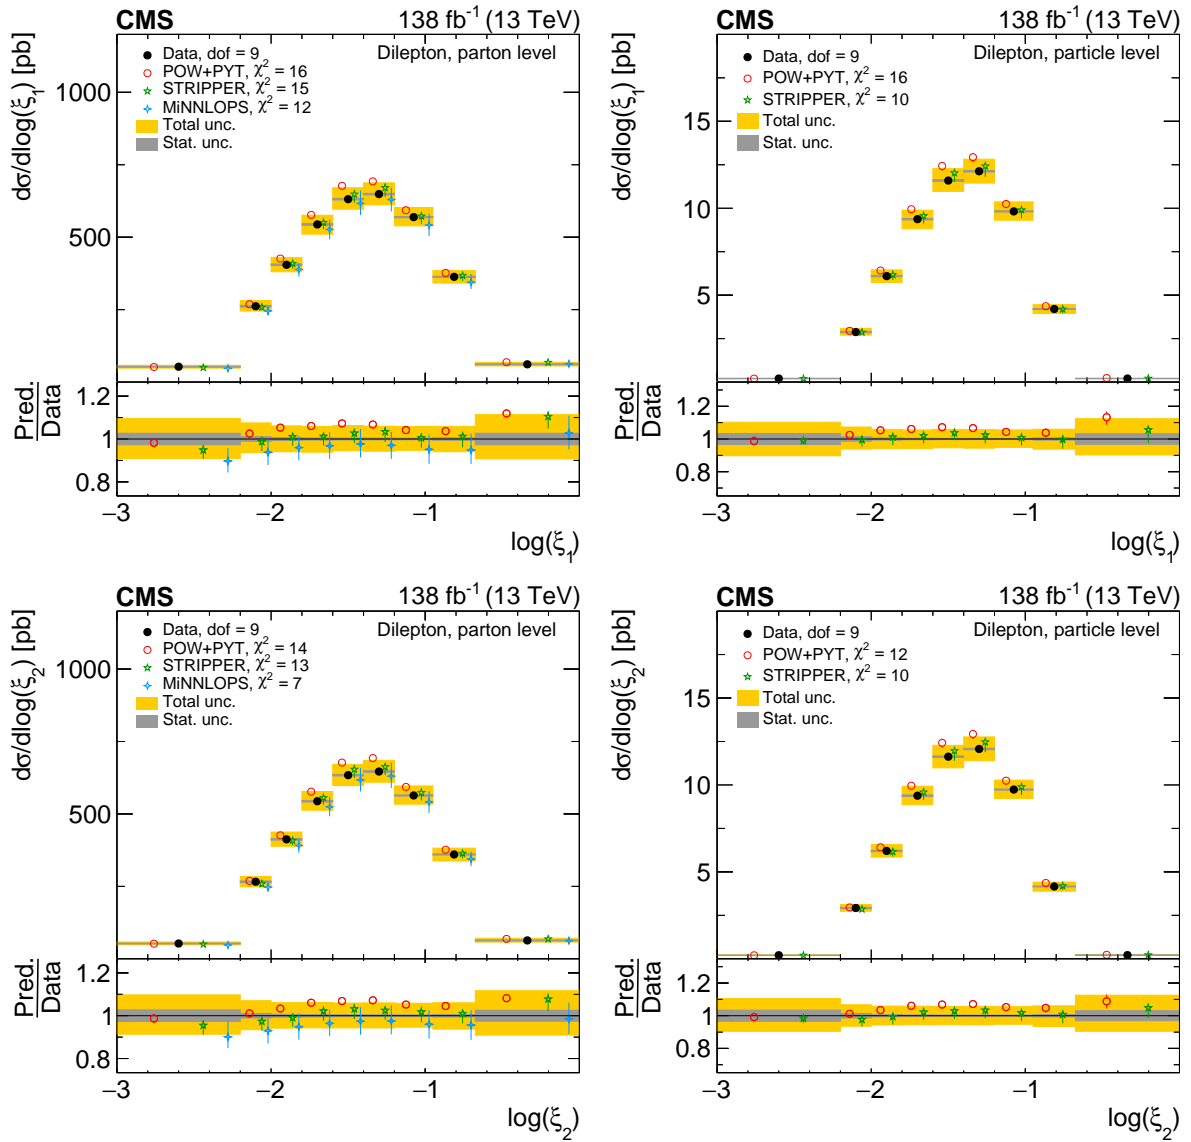 CMS
138 fb⁻¹ (13 TeV)
dσ/dlog(ξ₁) [pb]
Dilepton, parton level
Data, dof = 9
POW+PYT, χ² = 16
STRIPPER, χ² = 15
MiNNLOPS, χ² = 12
Total unc.
Stat. unc.
1000
500
Pred.
Data
1.2
1
0.8
−3 −2 −1
log(ξ₁)
CMS
138 fb⁻¹ (13 TeV)
dσ/dlog(ξ₁) [pb]
Dilepton, particle level
Data, dof = 9
POW+PYT, χ² = 16
STRIPPER, χ² = 10
Total unc.
Stat. unc.
15
10
5
Pred.
Data
1.2
1
0.8
−3 −2 −1
log(ξ₁)
CMS
138 fb⁻¹ (13 TeV)
dσ/dlog(ξ₂) [pb]
Dilepton, parton level
Data, dof = 9
POW+PYT, χ² = 14
STRIPPER, χ² = 13
MiNNLOPS, χ² = 7
Total unc.
Stat. unc.
1000
500
Pred.
Data
1.2
1
0.8
−3 −2 −1
log(ξ₂)
CMS
138 fb⁻¹ (13 TeV)
dσ/dlog(ξ₂) [pb]
Dilepton, particle level
Data, dof = 9
POW+PYT, χ² = 12
STRIPPER, χ² = 10
Total unc.
Stat. unc.
15
10
5
Pred.
Data
1.2
1
0.8
−3 −2 −1
log(ξ₂)